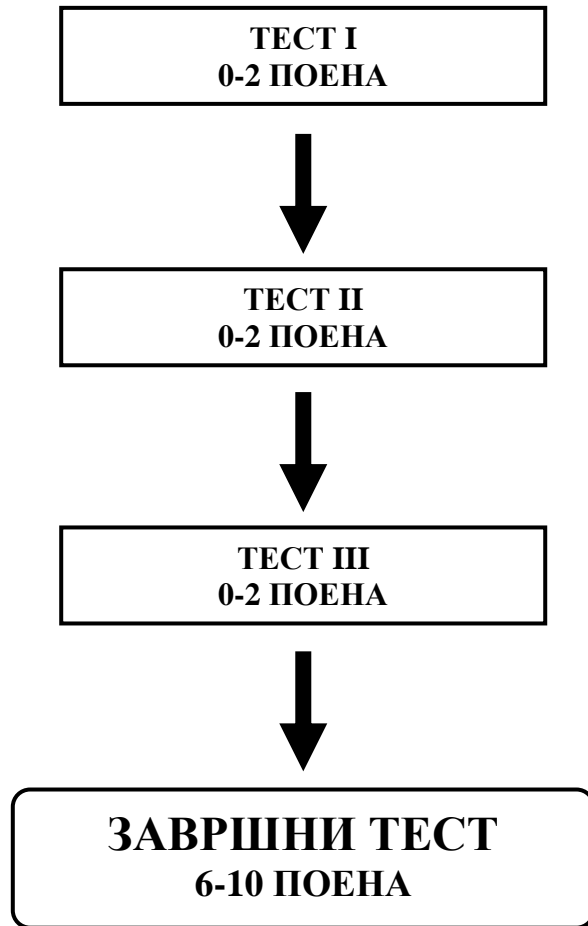 ТЕСТ I
0-2 ПОЕНА
ТЕСТ II
0-2 ПОЕНА
ТЕСТ III
0-2 ПОЕНА
ЗАВРШНИ ТЕСТ
6-10 ПОЕНА